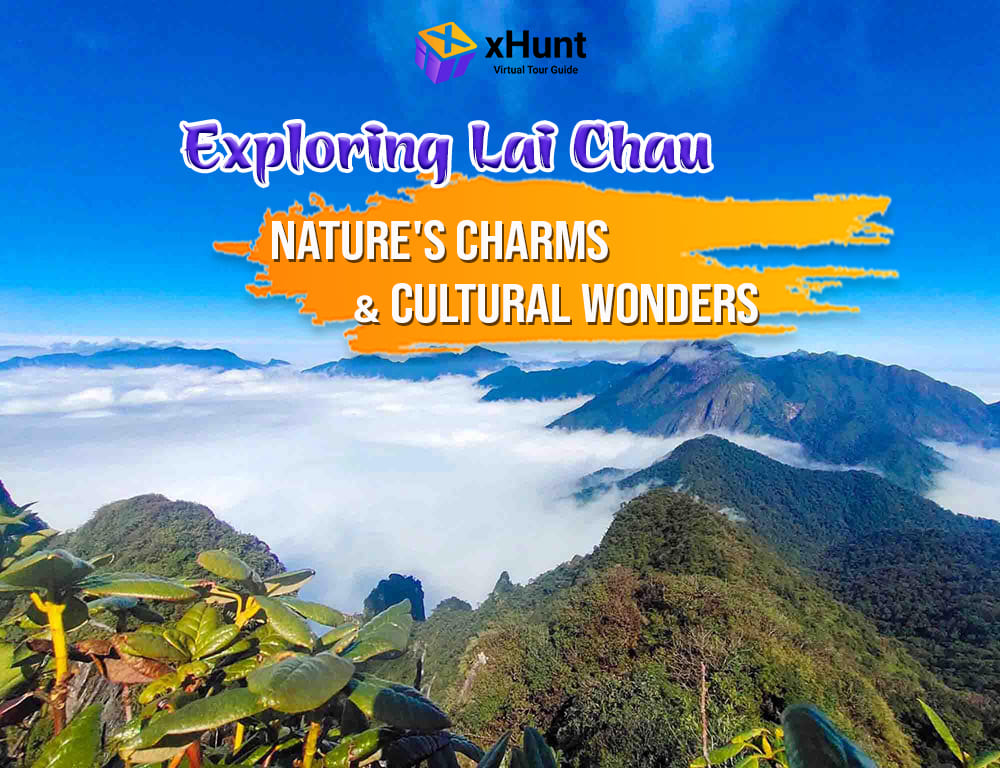 xHunt
Virtual Tour Guide
Exploring Lai Chau
NATURE'S CHARMS
& CULTURAL WONDERS